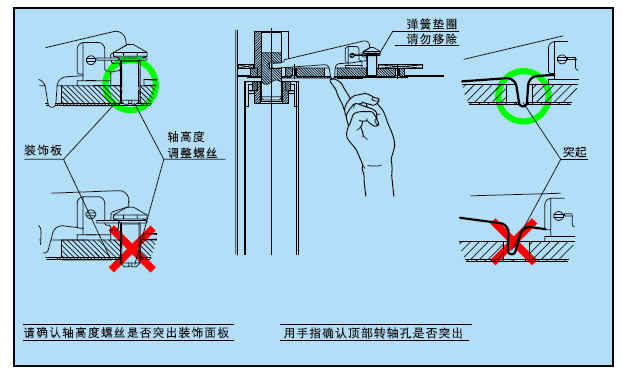 弹簧垫圈
请勿移除
装饰板
轴高度
调整螺丝
突起
请确认轴高度螺丝是否突出装饰面板
用手指确认顶部转轴孔是否突出